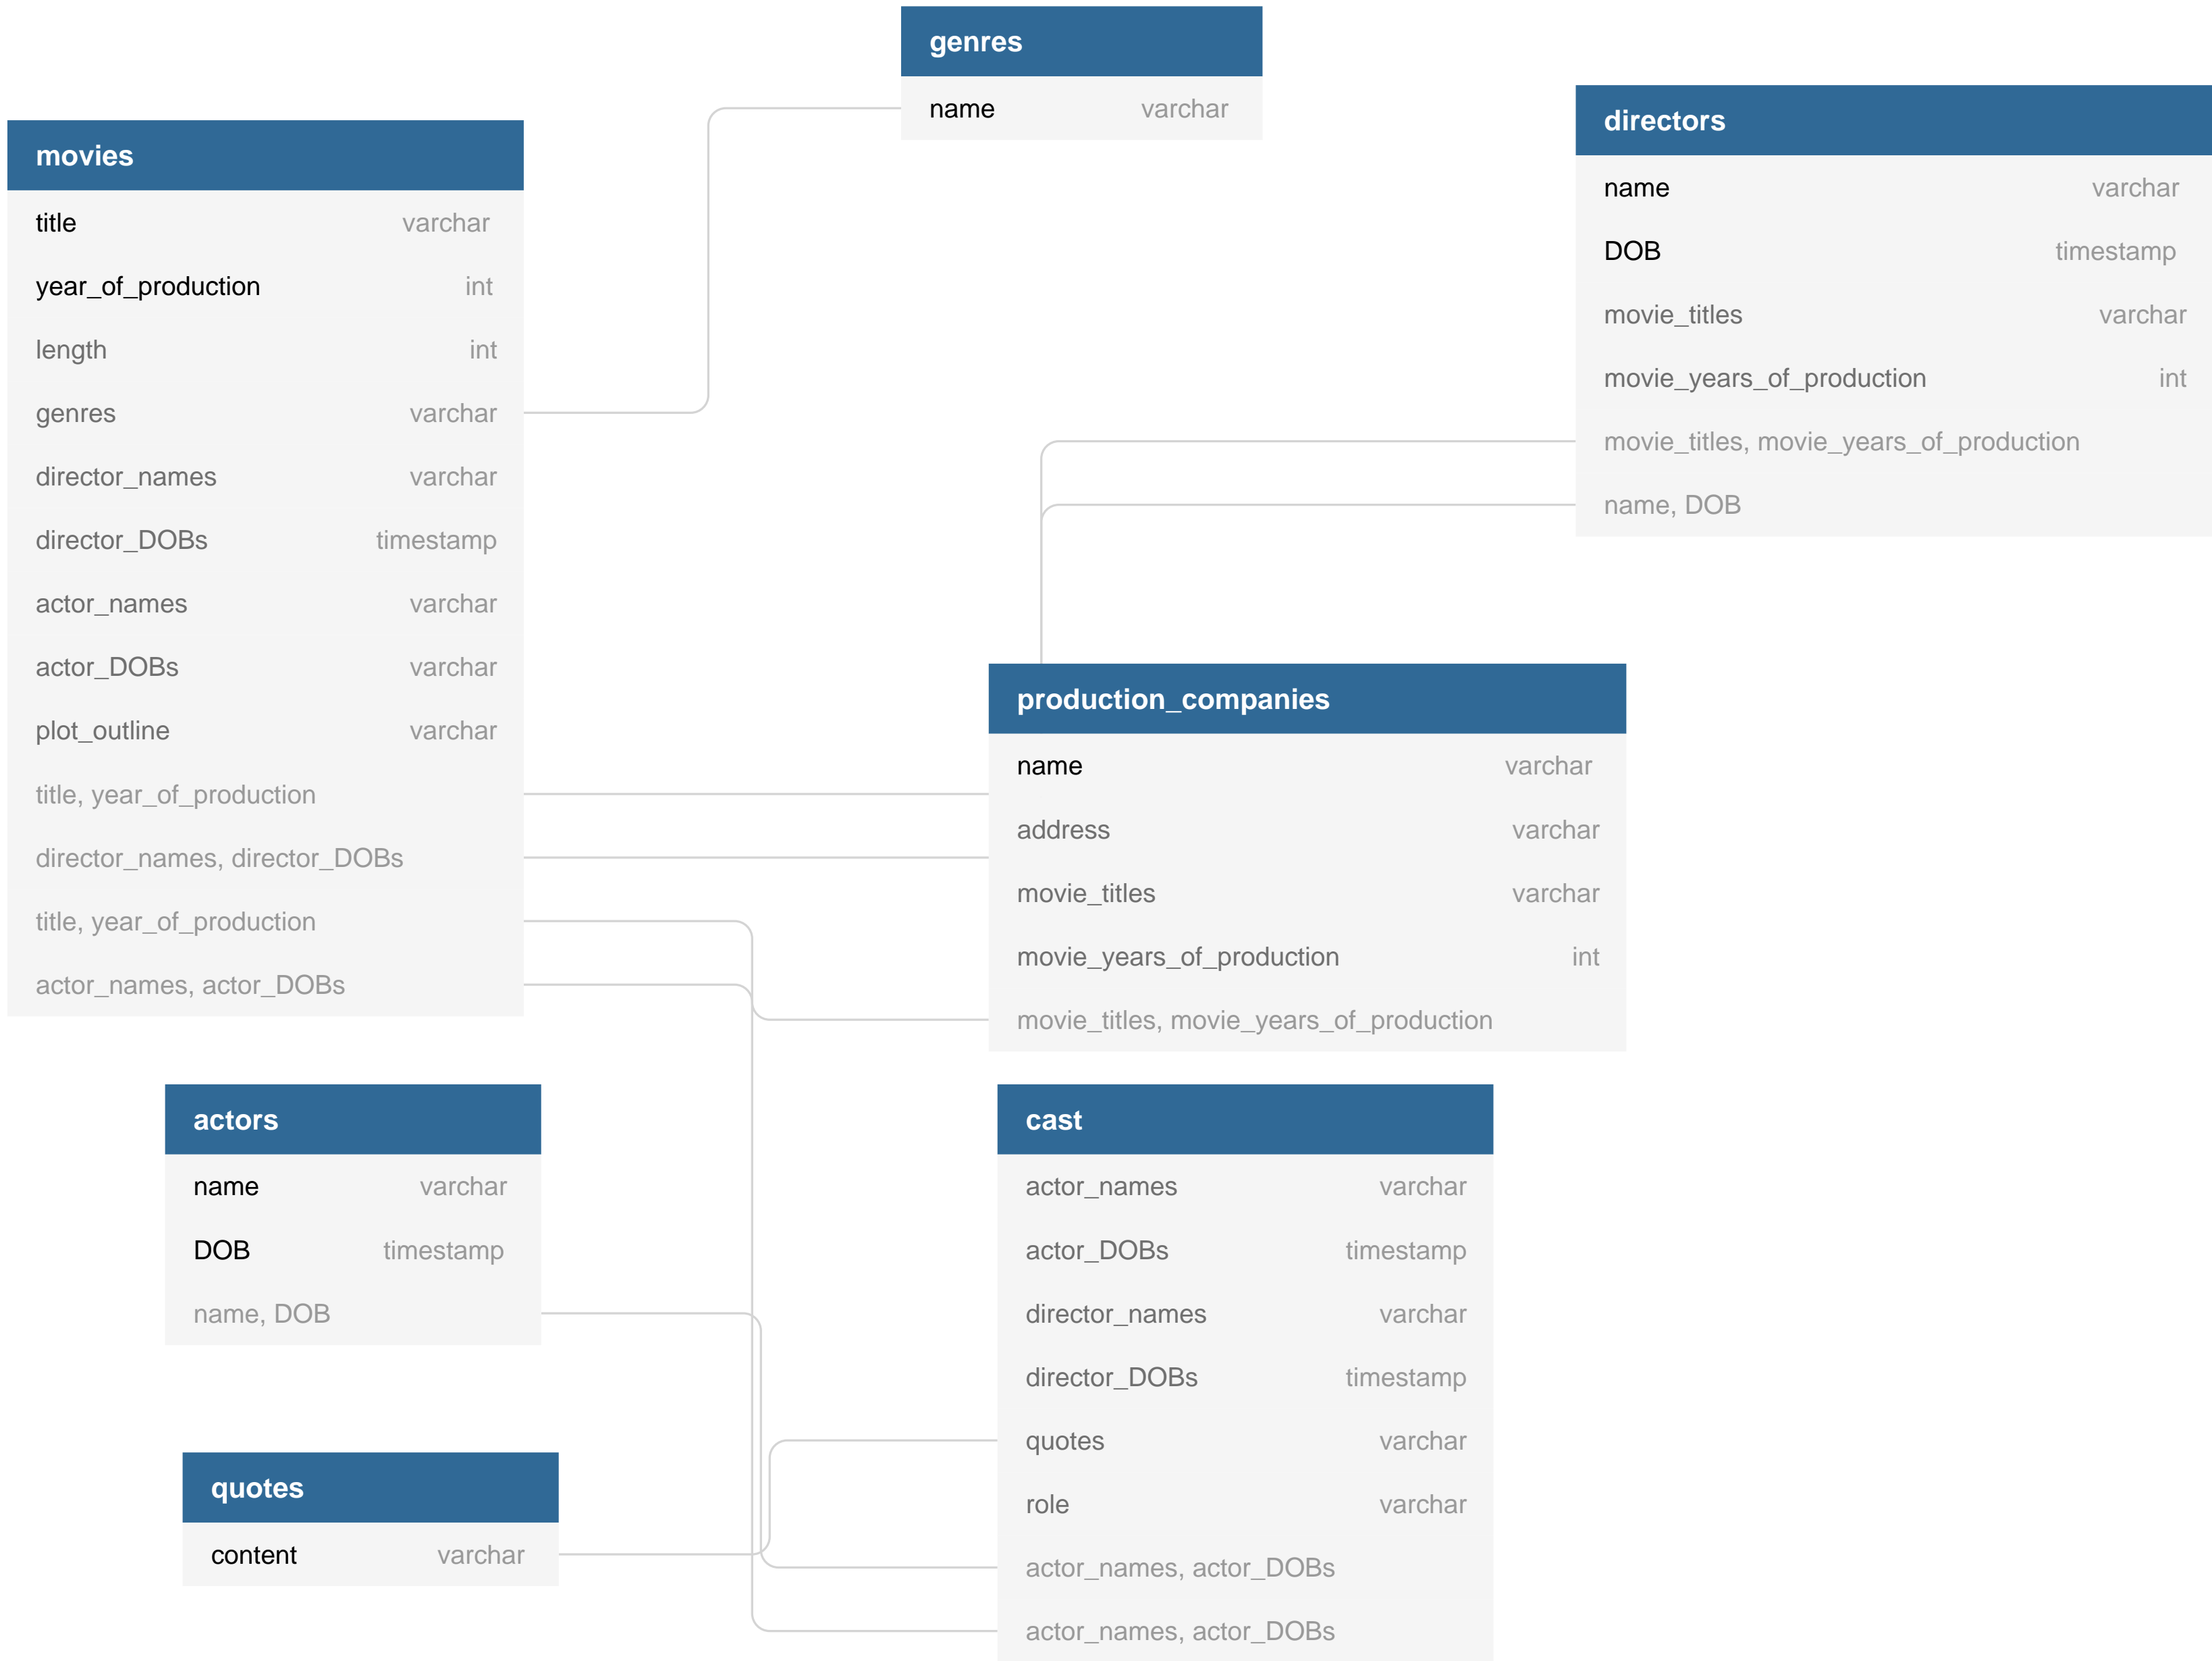 genres
name varchar
directors
name varchar
DOB timestamp
movie_titles varchar
movie_years_of_production int
movie_titles, movie_years_of_production
name, DOB
movies
title varchar
year_of_production int
length int
genres varchar
director_names varchar
director_DOBs timestamp
actor_names varchar
actor_DOBs varchar
plot_outline varchar
title, year_of_production
director_names, director_DOBs
title, year_of_production
actor_names, actor_DOBs
production_companies
name varchar
address varchar
movie_titles varchar
movie_years_of_production int
movie_titles, movie_years_of_production
actors
name varchar
DOB timestamp
name, DOB
cast
actor_names varchar
actor_DOBs timestamp
director_names varchar
director_DOBs timestamp
quotes varchar
role varchar
actor_names, actor_DOBs
actor_names, actor_DOBs
quotes
content varchar